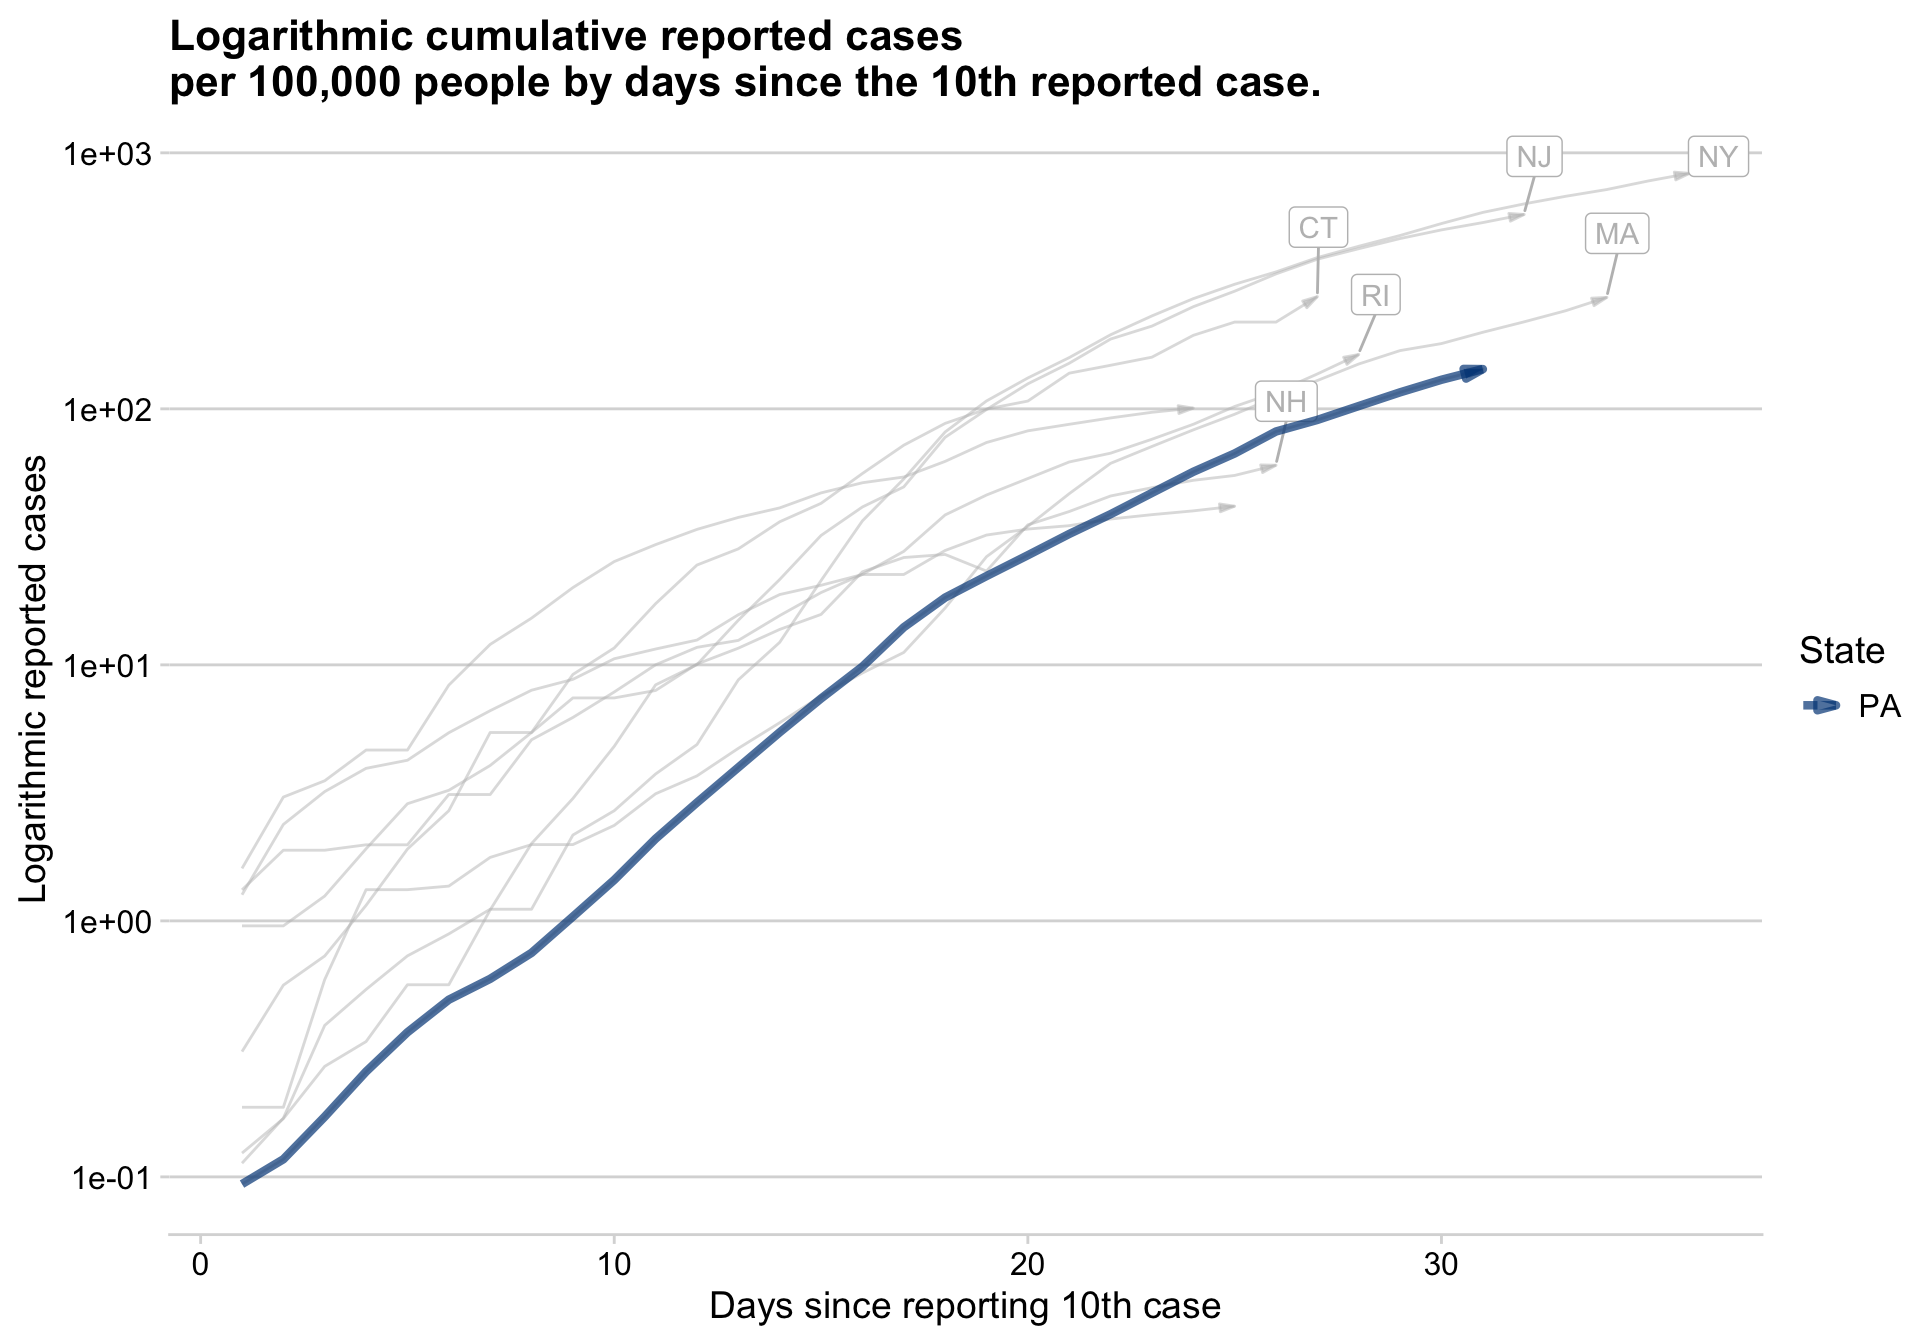 Logarithmic cumulative reported cases
per 100,000 people by days since the 10th reported case.
1e+03
NJ
NY
CT
MA
RI
1e+02
NH
Logarithmic reported cases
1e+01
State
PA
1e+00
1e-01
0
10
20
30
Days since reporting 10th case